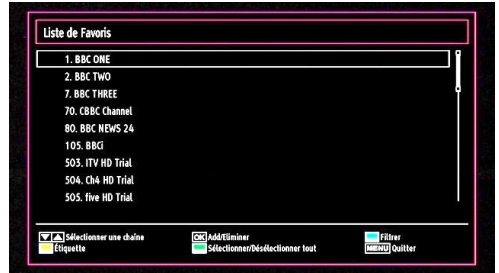 Liste de Favoris
1. BBC ONE
2. BBC TWO
7. BBC THREE
70. CBBC Channel
80. BBC NEWS 24
105. BBCi
503. ITV HD Trial
504. Ch4 HD Trial
505. five HD Trial
Sélectionner une chaîne OK Add/Eliminer Filtrer
Étiquette Sélectionner/Désélectionner tout MENU Quitter